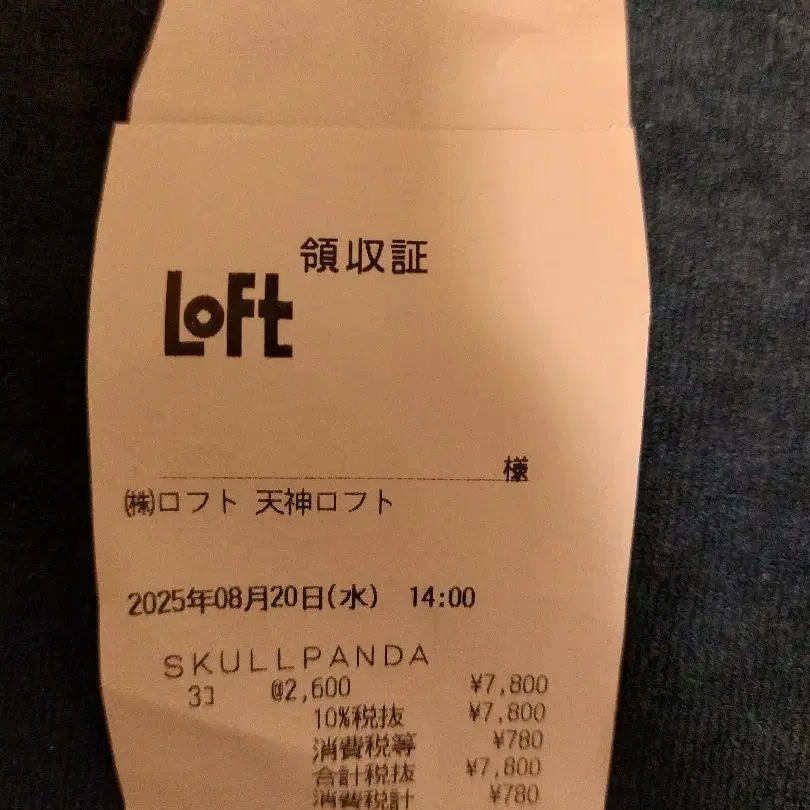 領収証
LOFT
様
㈱ロフト 天神ロフト
2025年08月20日(水) 14:00
SKULLPANDA
3コ @2,600 ¥7,800
10%税抜 ¥7,800
消費税等 ¥780
合計税抜 ¥7,800
消費税計 ¥780